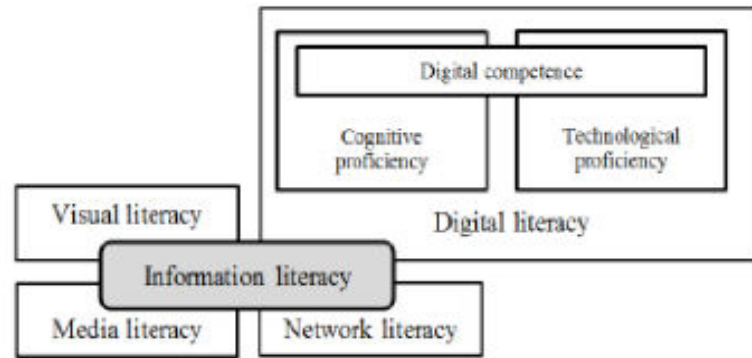 Digital competence
Cognitive
proficiency
Technological
proficiency
Digital literacy
Visual literacy
Information literacy
Media literacy
Network literacy